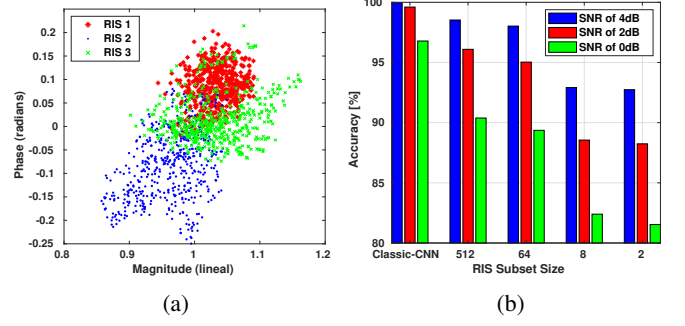 RIS 1
RIS 2
RIS 3
Phase (radians)
0.2
0.15
0.1
0.05
0
-0.05
-0.1
-0.15
-0.2
-0.25
0.8
0.9
1
1.1
1.2
Magnitude (lineal)
(a)
SNR of 4dB
SNR of 2dB
SNR of 0dB
Accuracy [%]
100
95
90
85
80
Classic-CNN
512
64
8
2
RIS Subset Size
(b)